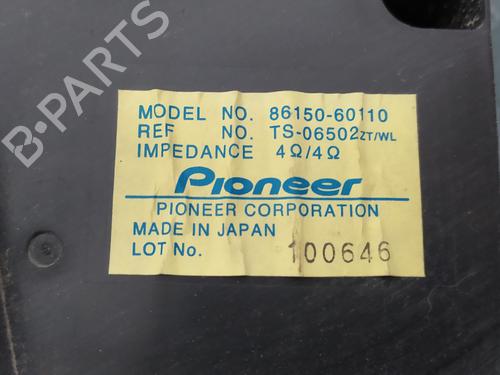 MODEL NO. 86150-60110
REF NO. TS-06502ZT/WL
IMPEDANCE 4Ω/4Ω
Pioneer
PIONEER CORPORATION
MADE IN JAPAN
LOT No. 100646
B-PARTS